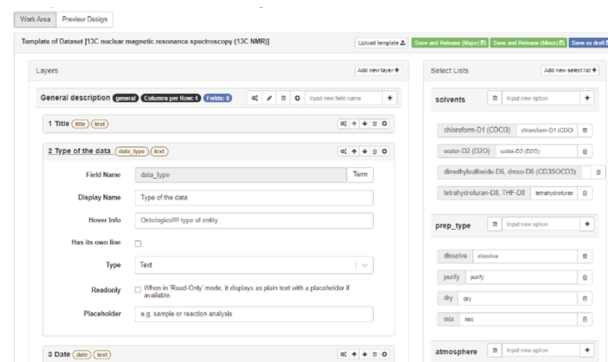 Work Area Preview Design
Template of Dataset [13C nuclear magnetic resonance spectroscopy (13C NMR)] Upload template Save and Release (Major) Save and Release (Minor) Save as draft
Layers Add new layer +
General description general Columns per Row: 4 Fields: 8 Input new field name +
1 Title title text
2 Type of the data data_type text
Field Name data_type Term
Display Name Type of the data
Hover Info type of entity
Has its own line
Type Text
Readonly When in 'Read-Only' mode, it displays as plain text with a placeholder if available.
Placeholder e.g. sample or reaction analysis
3 Date date text
Select Lists Add new select list +
solvents Input new option +
chloroform-D1 (CDCl3) chloroform-D1 (CDCl
water-D2 (D2O) water-D2 (D2O)
dimethylsulfoxide-D6, dmso-D6 (CD3SOCD3)
tetrahydrofuran-D8, THF-D8 tetrahydrofuran
prep_type Input new option +
dissolve dissolve
purify purify
dry dry
mix mix
atmosphere Input new option +